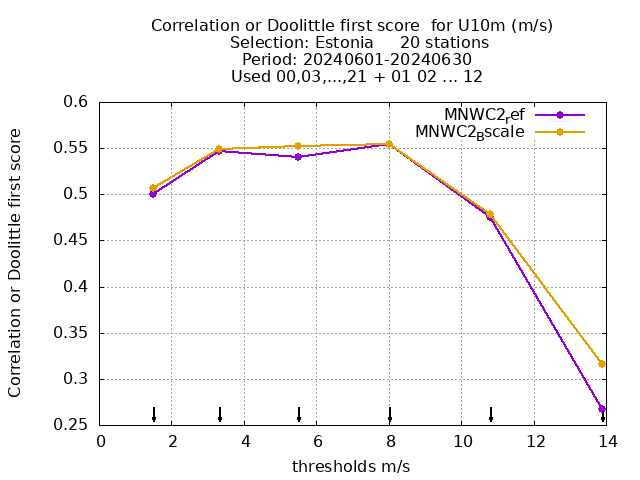 Correlation or Doolittle first score  for U10m (m/s)
Selection: Estonia     20 stations
Period: 20240601-20240630
Used 00,03,...,21 + 01 02 ... 12
MNWC2_ref
MNWC2_Bscale
Correlation or Doolittle first score
0.6
0.55
0.5
0.45
0.4
0.35
0.3
0.25
0 2 4 6 8 10 12 14
thresholds m/s